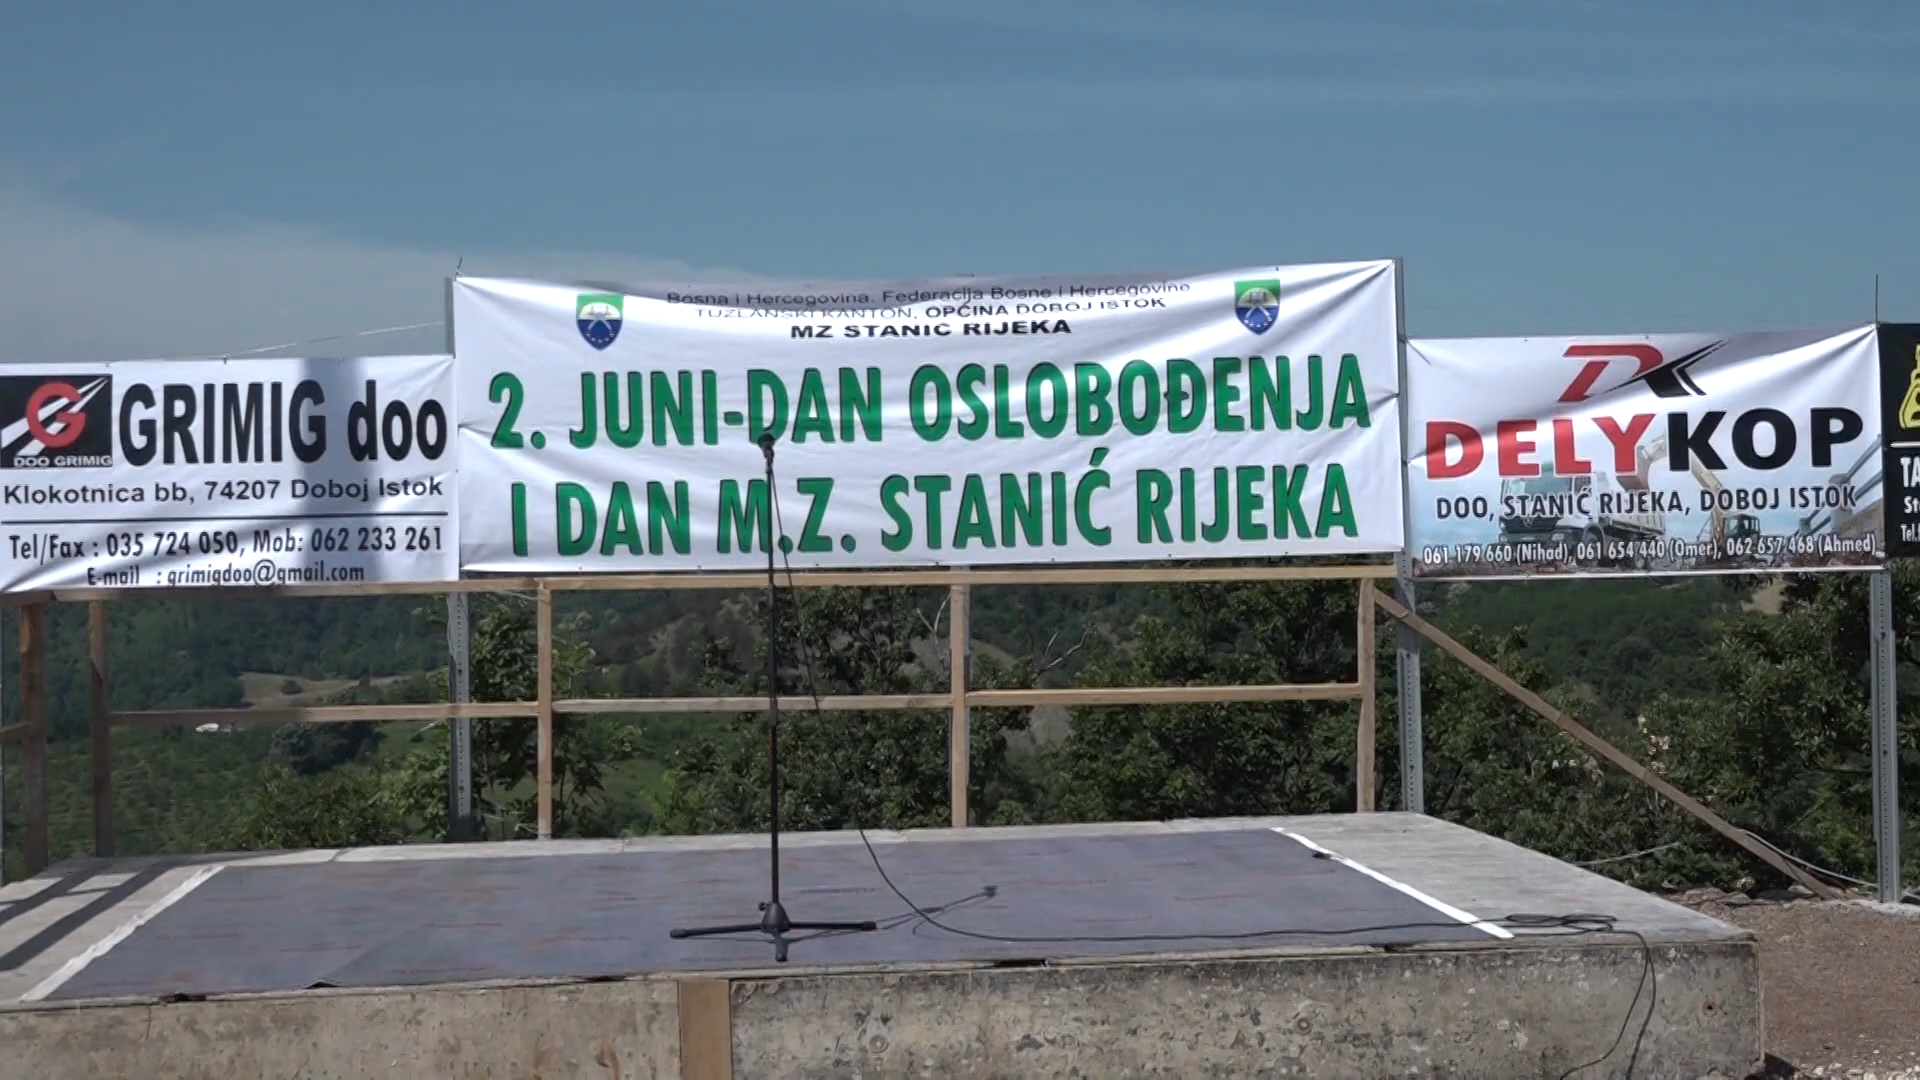 Bosna i Hercegovina, Federacija Bosne i Hercegovine
TUZLANSKI KANTON, OPĆINA DOBOJ ISTOK
MZ STANIĆ RIJEKA
2. JUNI-DAN OSLOBOĐENJA
I DAN M.Z. STANIĆ RIJEKA
G
DOO GRIMIG
GRIMIG doo
Klokotnica bb, 74207 Doboj Istok
Tel/Fax : 035 724 050, Mob: 062 233 261
E-mail : grimigdoo@gmail.com
DK
DELYKOP
DOO, STANIĆ RIJEKA, DOBOJ ISTOK
061 179 660 (Nihad), 061 654 440 (Omer), 062 657 468 (Ahmed)